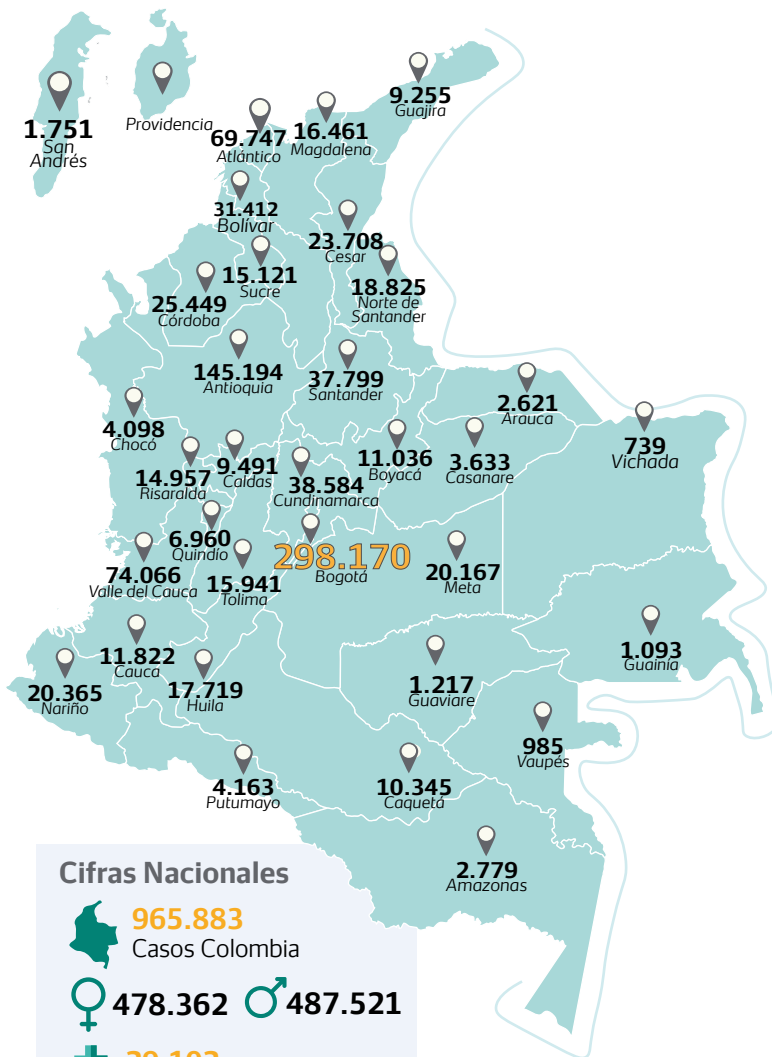 9.255
Guajira
1.751
San
Andrés
Providencia
69.747
Atlántico
16.461
Magdalena
31.412
Bolívar
23.708
Cesar
15.121
Sucre
18.825
Norte de
Santander
25.449
Córdoba
145.194
Antioquia
37.799
Santander
2.621
Arauca
4.098
Chocó
739
Vichada
14.957
Risaralda
9.491
Caldas
38.584
Cundinamarca
11.036
Boyacá
3.633
Casanare
6.960
Quindío
298.170
Bogotá
74.066
Valle del Cauca
15.941
Tolima
20.167
Meta
11.822
Cauca
1.093
Guainía
20.365
Nariño
17.719
Huila
1.217
Guaviare
985
Vaupés
4.163
Putumayo
10.345
Caquetá
2.779
Amazonas
Cifras Nacionales
965.883
Casos Colombia
478.362 487.521